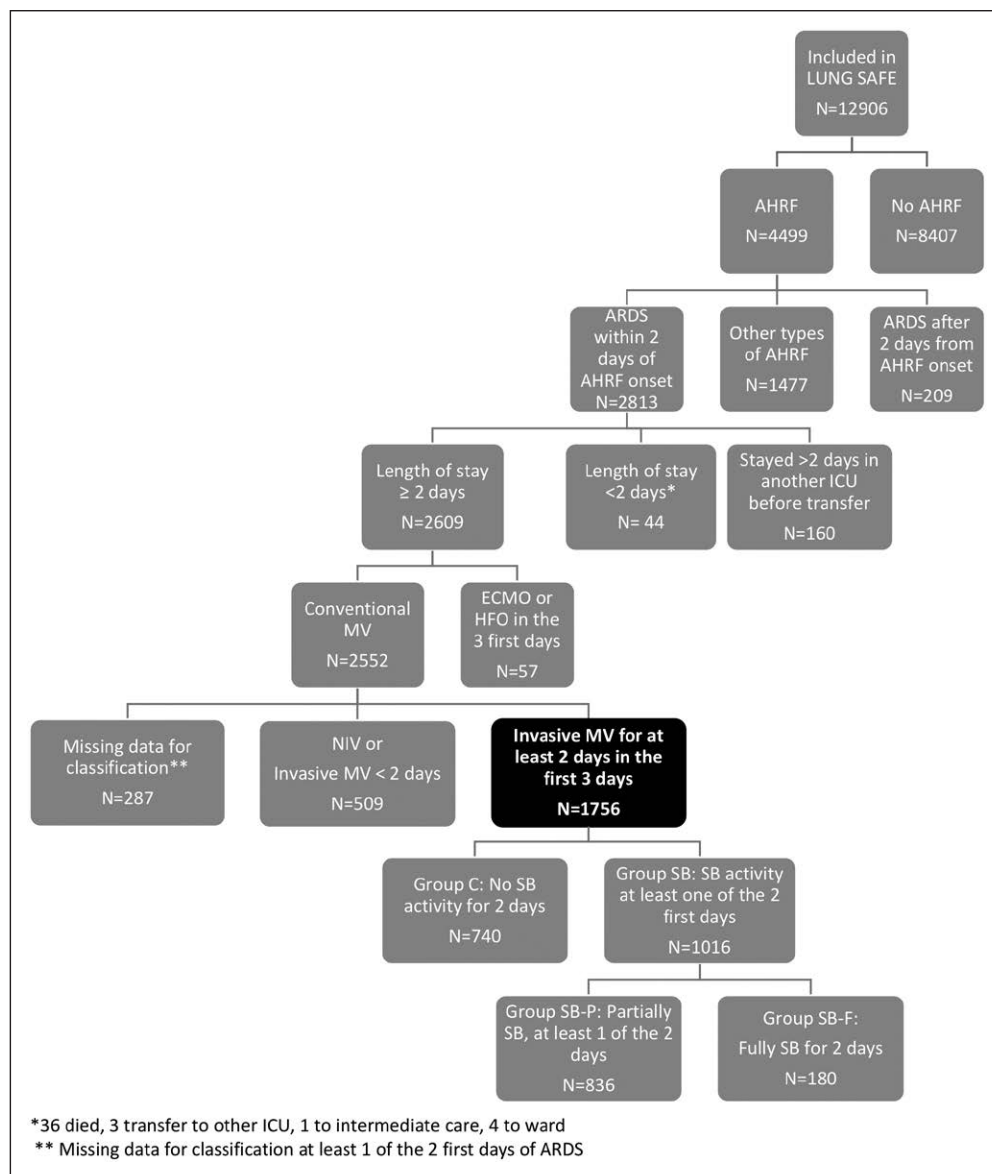 Included in
LUNG SAFE
N=12906
AHRF
N=4499
No AHRF
N=8407
ARDS
within 2
days of
AHRF onset
N=2813
Other types
of AHRF
N=1477
ARDS after
2 days from
AHRF onset
N=209
Length of stay
≥ 2 days
N=2609
Length of stay
<2 days*
N= 44
Stayed >2 days in
another ICU
before transfer
N=160
Conventional
MV
N=2552
ECMO or
HFO in the
3 first days
N=57
Missing data for
classification**
N=287
NIV or
Invasive MV < 2 days
N=509
Invasive MV for at
least 2 days in the
first 3 days
N=1756
Group C: No SB
activity for 2 days
N=740
Group SB: SB activity
at least one of the 2
first days
N=1016
Group SB-P: Partially
SB, at least 1 of the 2
days
N=836
Group SB-F:
Fully SB for 2 days
N=180
*36 died, 3 transfer to other ICU, 1 to intermediate care, 4 to ward
** Missing data for classification at least 1 of the 2 first days of ARDS